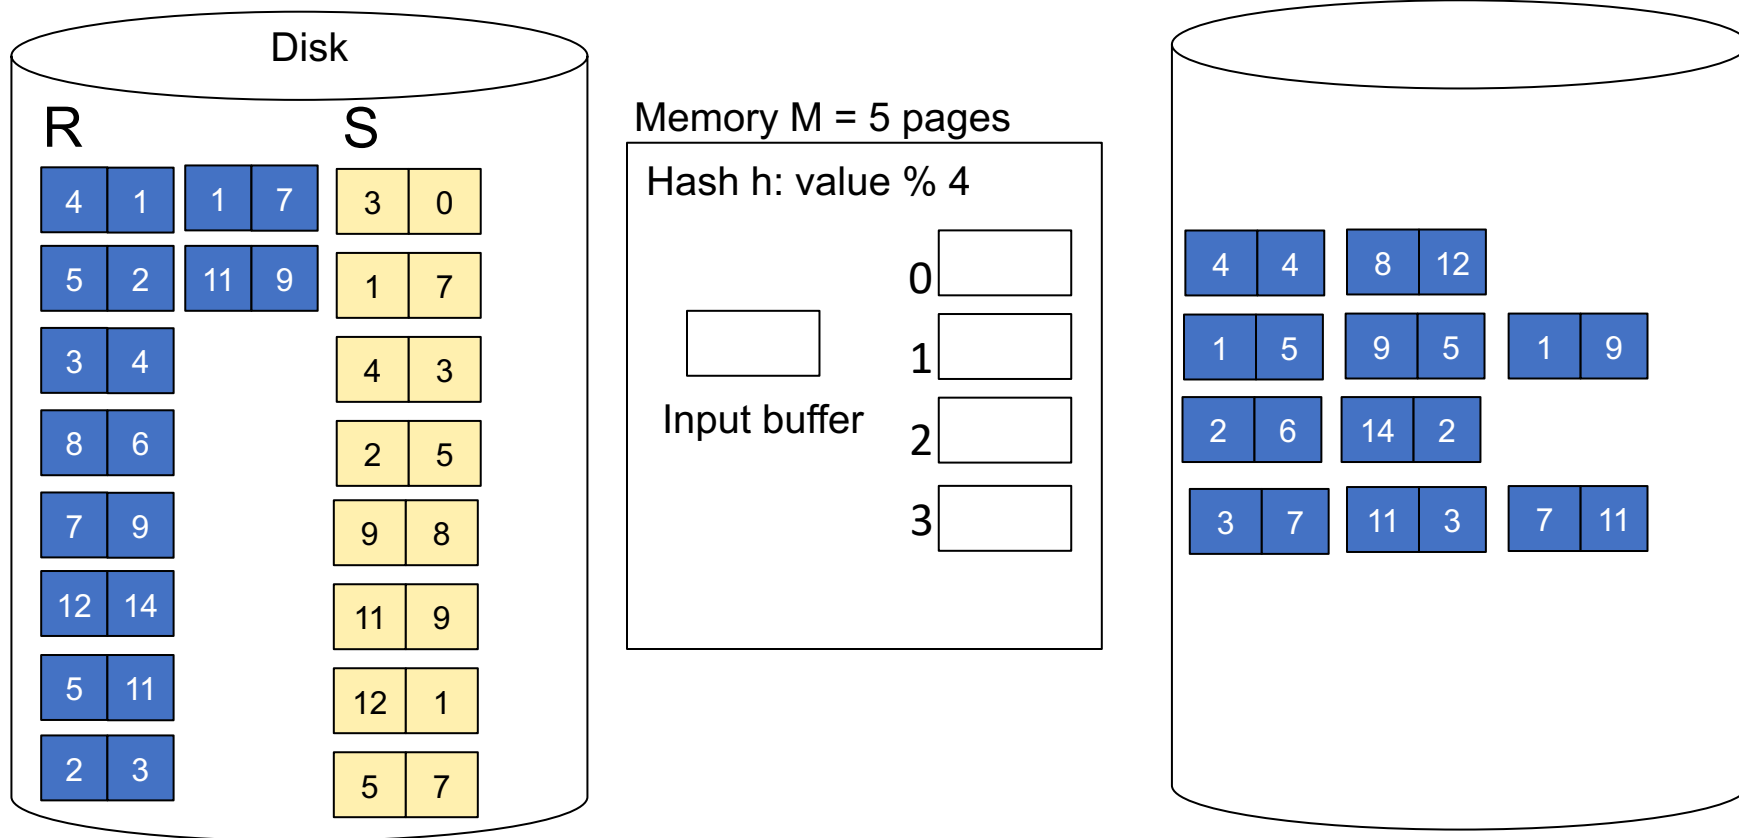 Disk
R S
4 1 1 7 3 0
5 2 11 9 1 7
3 4 4 3
8 6 2 5
7 9 9 8
12 14 11 9
5 11 12 1
2 3 5 7
Memory M = 5 pages
Hash h: value % 4
0
1
Input buffer
2
3
4 4 8 12
1 5 9 5 1 9
2 6 14 2
3 7 11 3 7 11